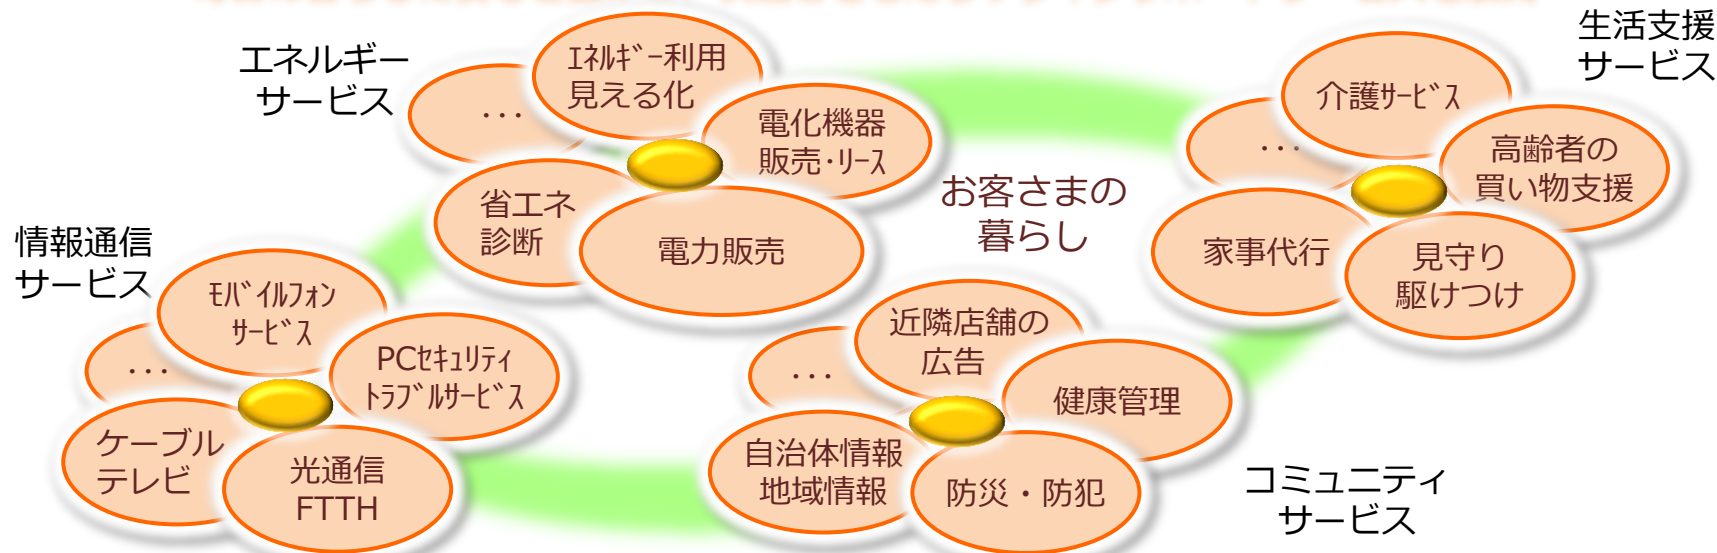 エネルギー
サービス
・・・
ｴﾈﾙｷﾞｰ利用
見える化
電化機器
販売・ﾘｰｽ
省エネ
診断
電力販売
お客さまの
暮らし
生活支援
サービス
・・・
介護ｻｰﾋﾞｽ
高齢者の
買い物支援
家事代行
見守り
駆けつけ
情報通信
サービス
・・・
ﾓﾊﾞｲﾙﾌｫﾝ
ｻｰﾋﾞｽ
PCｾｷｭﾘﾃｨ
ﾄﾗﾌﾞﾙｻｰﾋﾞｽ
ケーブル
テレビ
光通信
FTTH
・・・
近隣店舗の
広告
健康管理
自治体情報
地域情報
防災・防犯
コミュニティ
サービス